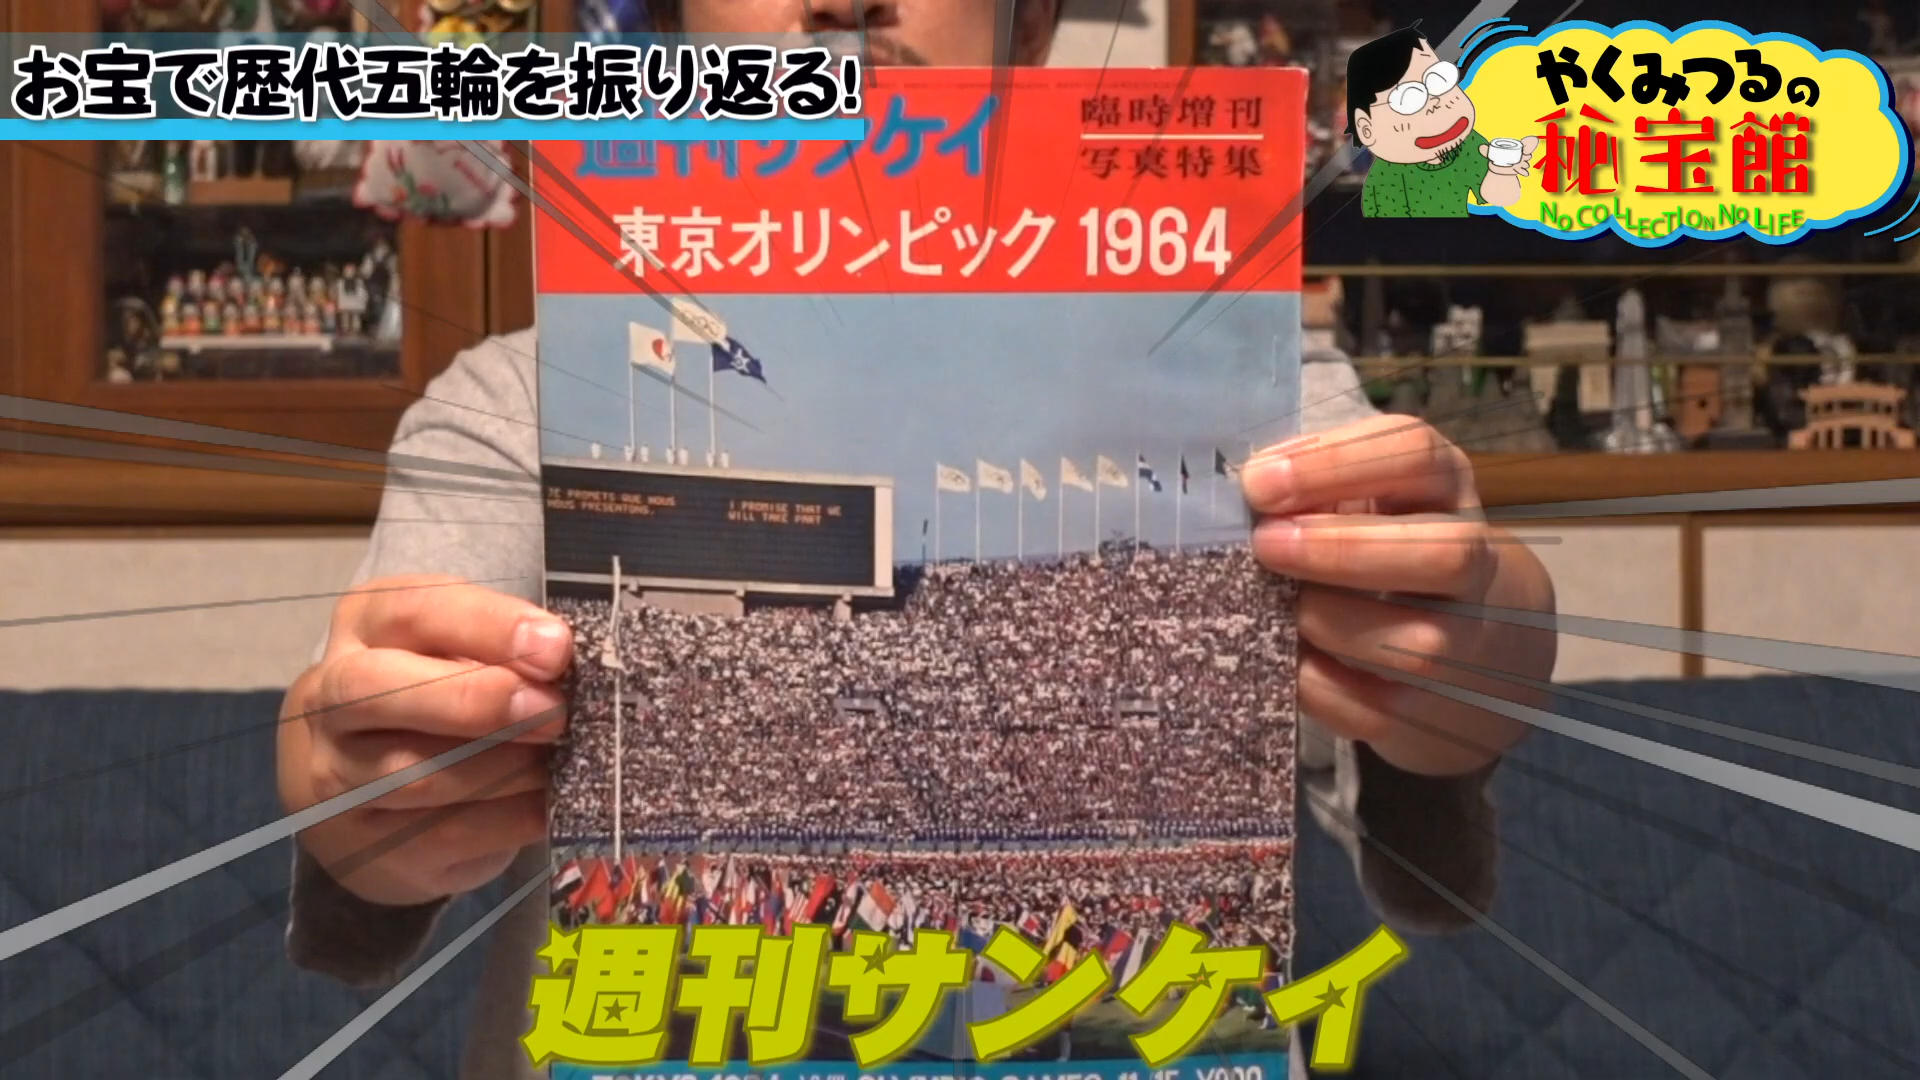 お宝で歴代五輪を振り返る!
やくみつるの
秘宝館
NO COLLECTION NO LIFE
週刊サンケイ
臨時増刊
写真特集
東京オリンピック 1964
JE PROMETS QUE NOUS
NOUS PRESENTONS,
I PROMISE THAT WE
WILL TAKE PART
週刊サンケイ